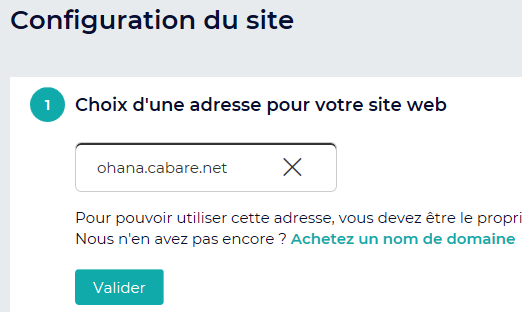 Configuration du site
1 Choix d'une adresse pour votre site web
ohana.cabare.net
Pour pouvoir utiliser cette adresse, vous devez être le propri
Nous n'en avez pas encore ? Achetez un nom de domaine
Valider